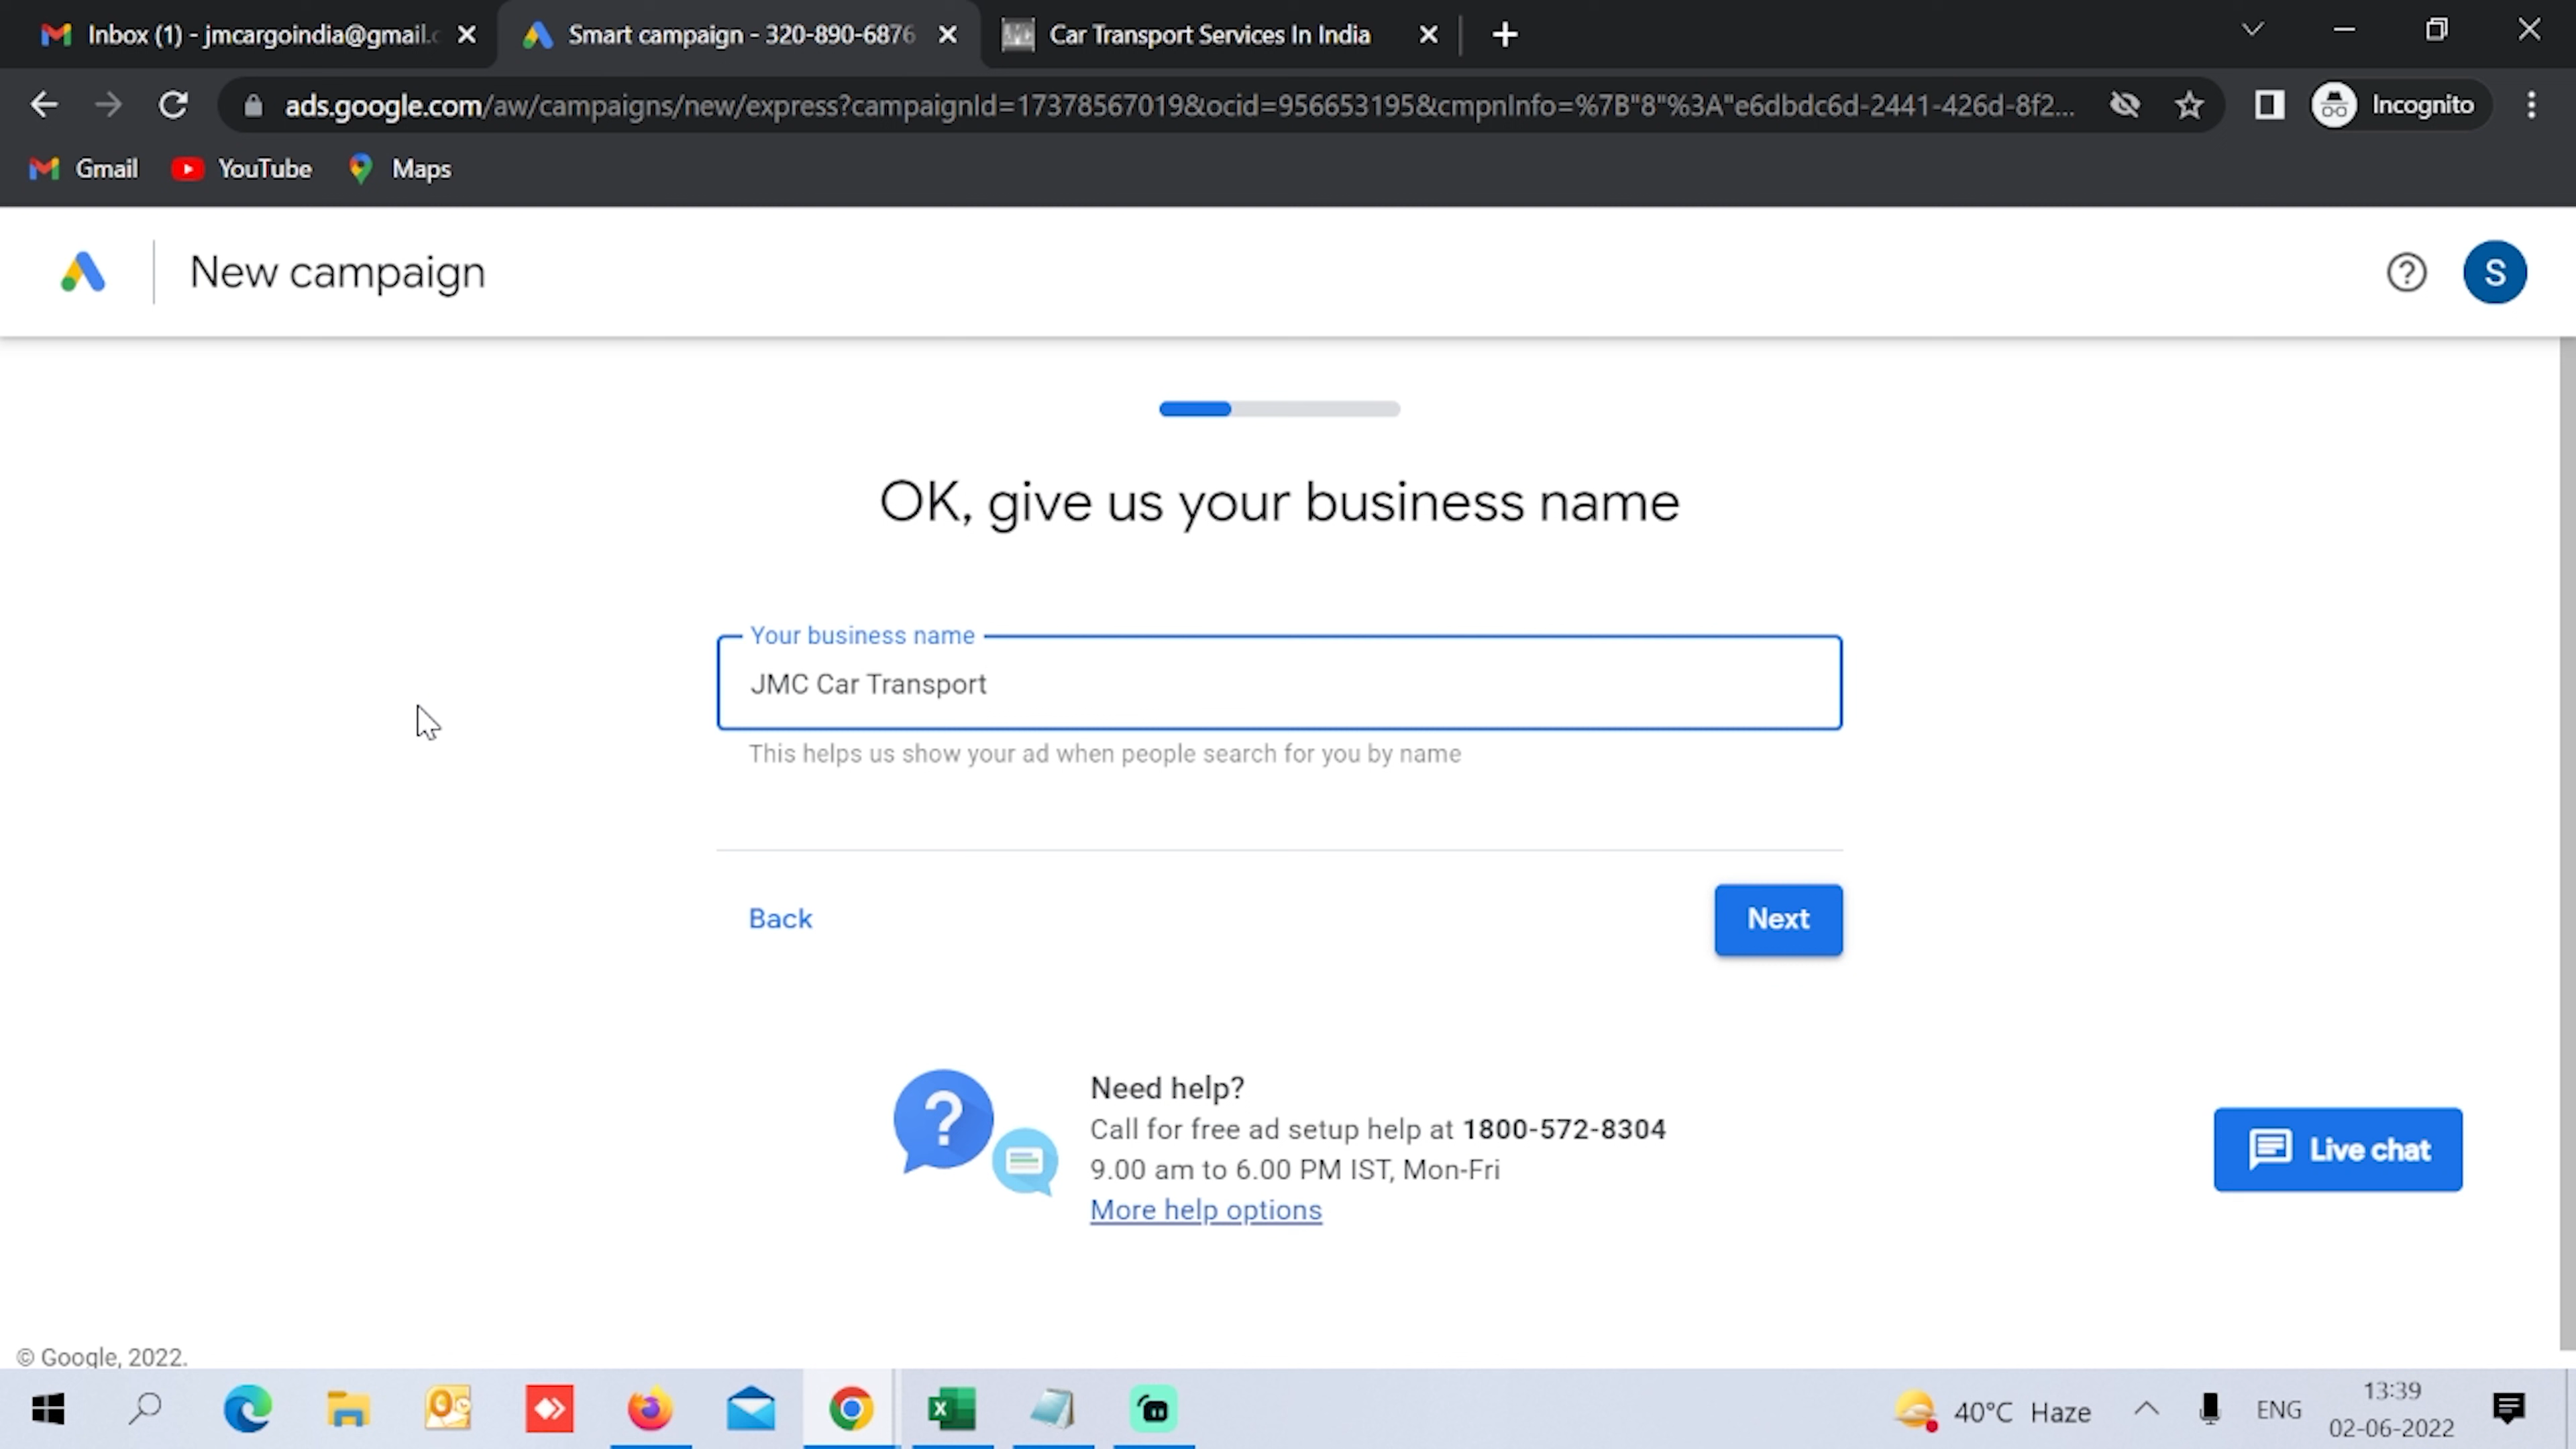 Inbox (1) - jmcargoindia@gmail.c
Smart campaign - 320-890-6876
Car Transport Services In India
ads.google.com/aw/campaigns/new/express?campaignId=17378567019&ocid=956653195&cmpnInfo=%7B"8"%3A"e6dbdc6d-2441-426d-8f2...
Incognito
Gmail
YouTube
Maps
New campaign
S
OK, give us your business name
Your business name
JMC Car Transport
This helps us show your ad when people search for you by name
Back
Next
Need help?
Call for free ad setup help at 1800-572-8304
9.00 am to 6.00 PM IST, Mon-Fri
More help options
Live chat
© Google, 2022.
40°C Haze
ENG
13:39
02-06-2022